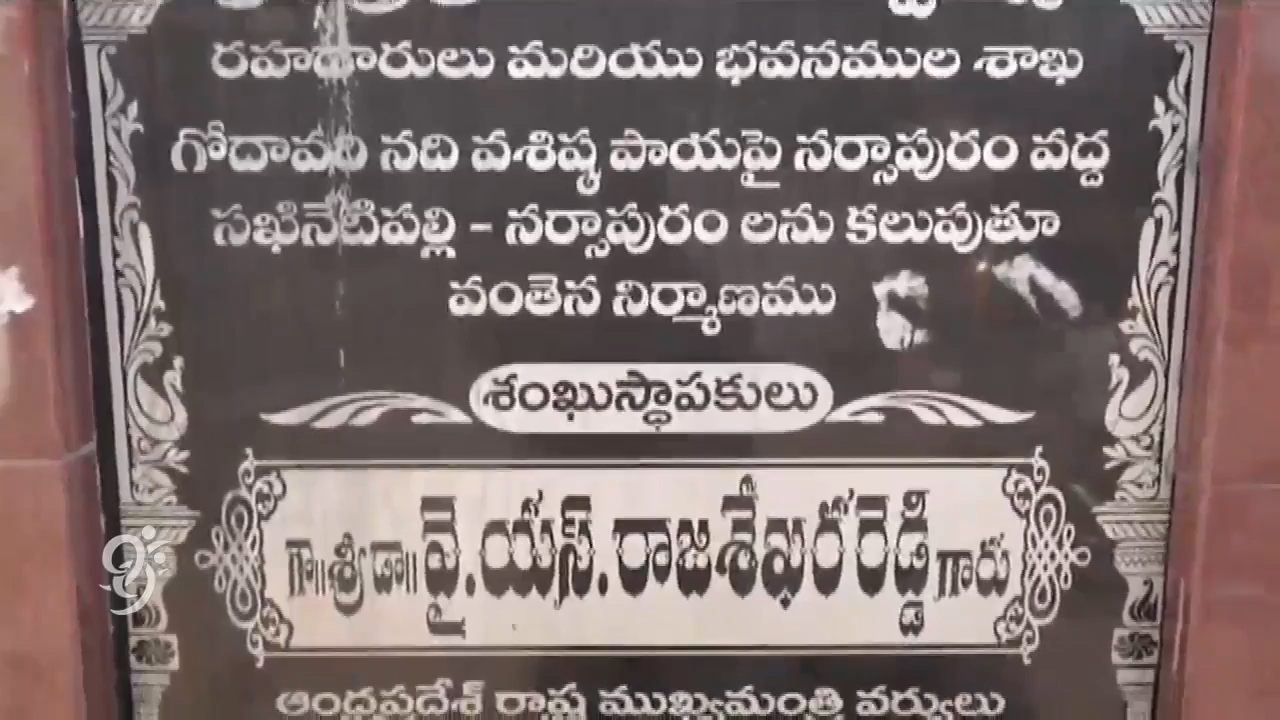 రహదారులు మరియు భవనముల శాఖ
గోదావరి నది వశిష్ఠ పాయపై నర్సాపురం వద్ద
సఖినేటిపల్లి - నర్సాపురం లను కలుపుతూ
వంతెన నిర్మాణము
శంఖుస్థాపకులు
గౌ॥శ్రీ డా॥ వై.యస్.రాజశేఖరరెడ్డి గారు
ఆంధ్రప్రదేశ్ రాష్ట్ర ముఖ్యమంత్రి వర్యులు